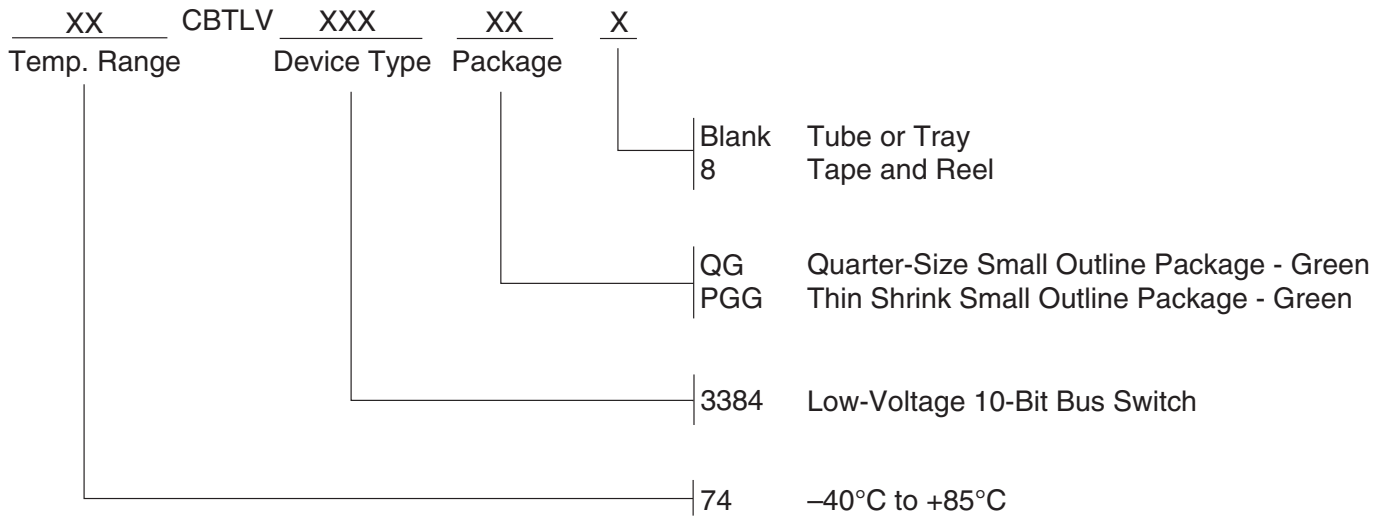 XX CBTLV XXX XX X
Temp. Range Device Type Package
Blank Tube or Tray
8 Tape and Reel
QG Quarter-Size Small Outline Package - Green
PGG Thin Shrink Small Outline Package - Green
3384 Low-Voltage 10-Bit Bus Switch
74 –40°C to +85°C